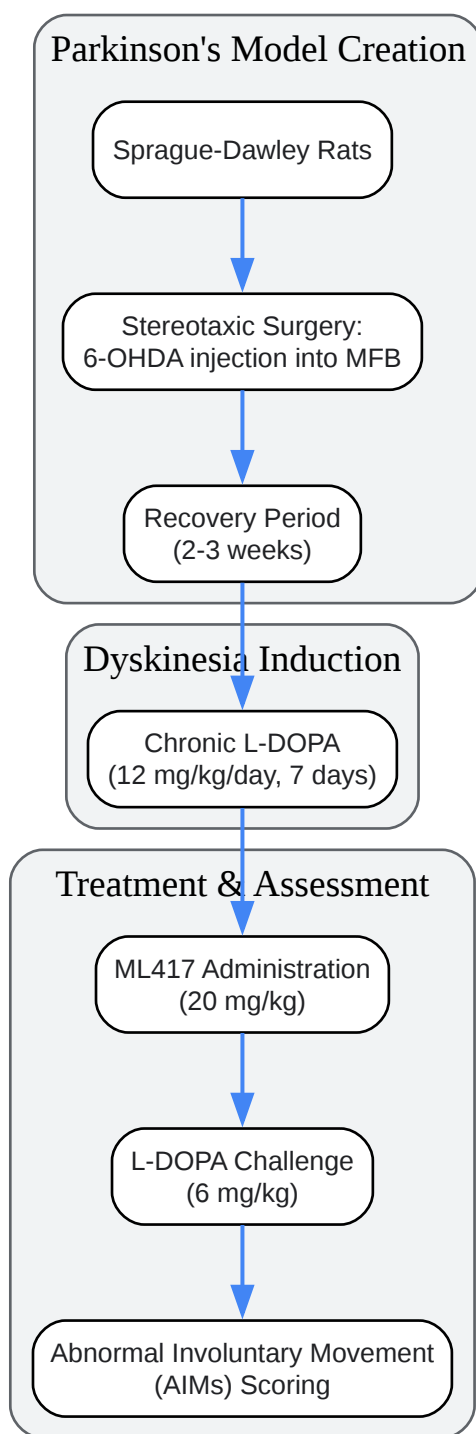 Parkinson's Model Creation
Sprague-Dawley Rats
Stereotaxic Surgery:
6-OHDA injection into MFB
Recovery Period
(2-3 weeks)
Dyskinesia Induction
Chronic L-DOPA
(12 mg/kg/day, 7 days)
Treatment & Assessment
ML417 Administration
(20 mg/kg)
L-DOPA Challenge
(6 mg/kg)
Abnormal Involuntary Movement
(AIMs) Scoring